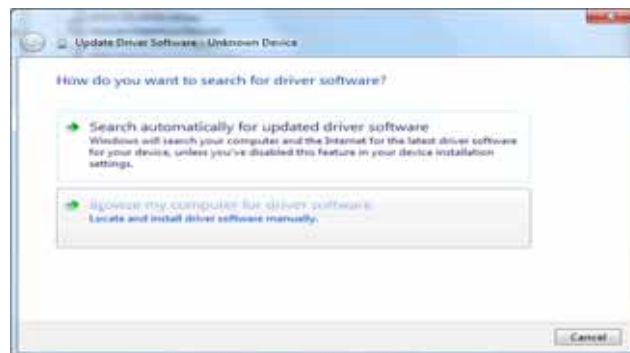 Update Driver Software - Unknown Device
How do you want to search for driver software?
Search automatically for updated driver software
Windows will search your computer and the Internet for the latest driver software
for your device, unless you've disabled this feature in your device installation
settings.
Browse my computer for driver software
Locate and install driver software manually.
Cancel